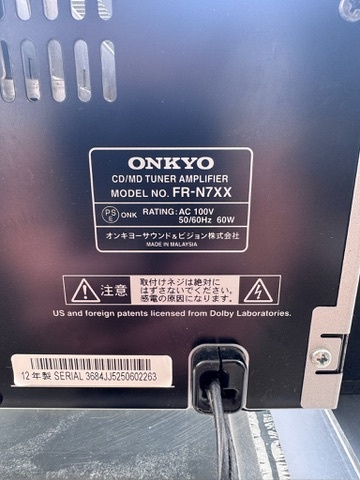 ONKYO
CD/MD TUNER AMPLIFIER
MODEL NO. FR-N7XX
PS E ONK RATING: AC 100V
50/60Hz 60W
オンキヨーサウンド&ビジョン株式会社
MADE IN MALAYSIA
注意 取付けネジは絶対に
はずさないでください。
感電の原因になります。
US and foreign patents licensed from Dolby Laboratories.
12年製 SERIAL 3684JJ5250602263